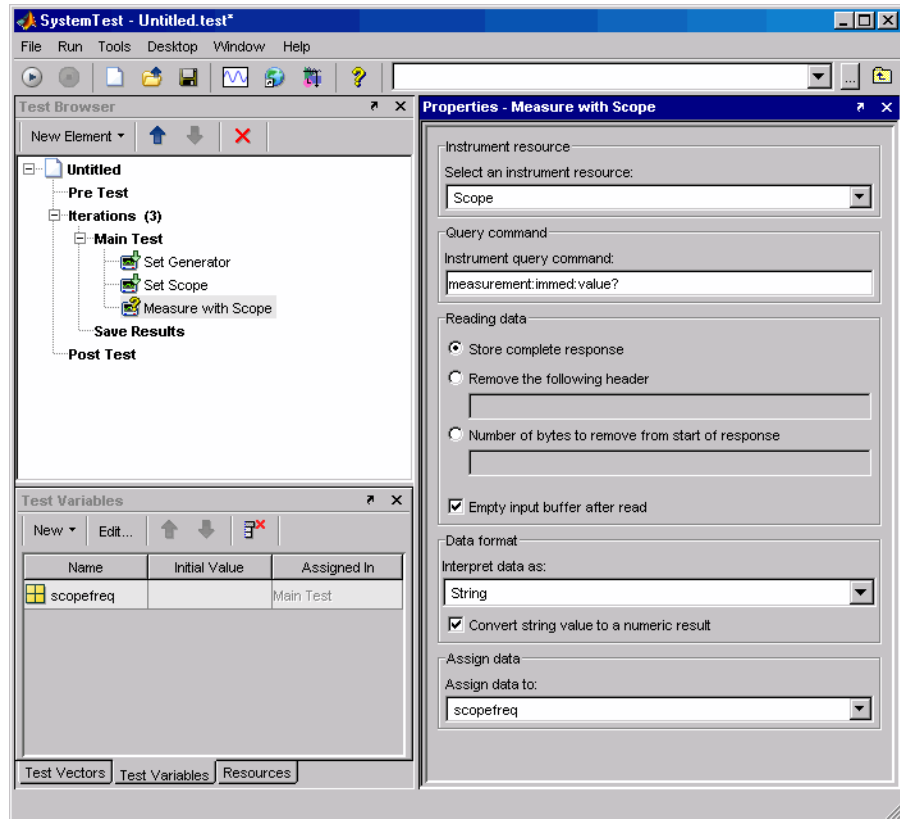 SystemTest - Untitled.test*
File Run Tools Desktop Window Help
Test Browser
New Element
Untitled
Pre Test
Iterations (3)
Main Test
Set Generator
Set Scope
Measure with Scope
Save Results
Post Test
Test Variables
New Edit...
Name Initial Value Assigned In
scopefreq Main Test
Test Vectors Test Variables Resources
Properties - Measure with Scope
Instrument resource
Select an instrument resource:
Scope
Query command
Instrument query command:
measurement:immed:value?
Reading data
Store complete response
Remove the following header
Number of bytes to remove from start of response
Empty input buffer after read
Data format
Interpret data as:
String
Convert string value to a numeric result
Assign data
Assign data to:
scopefreq